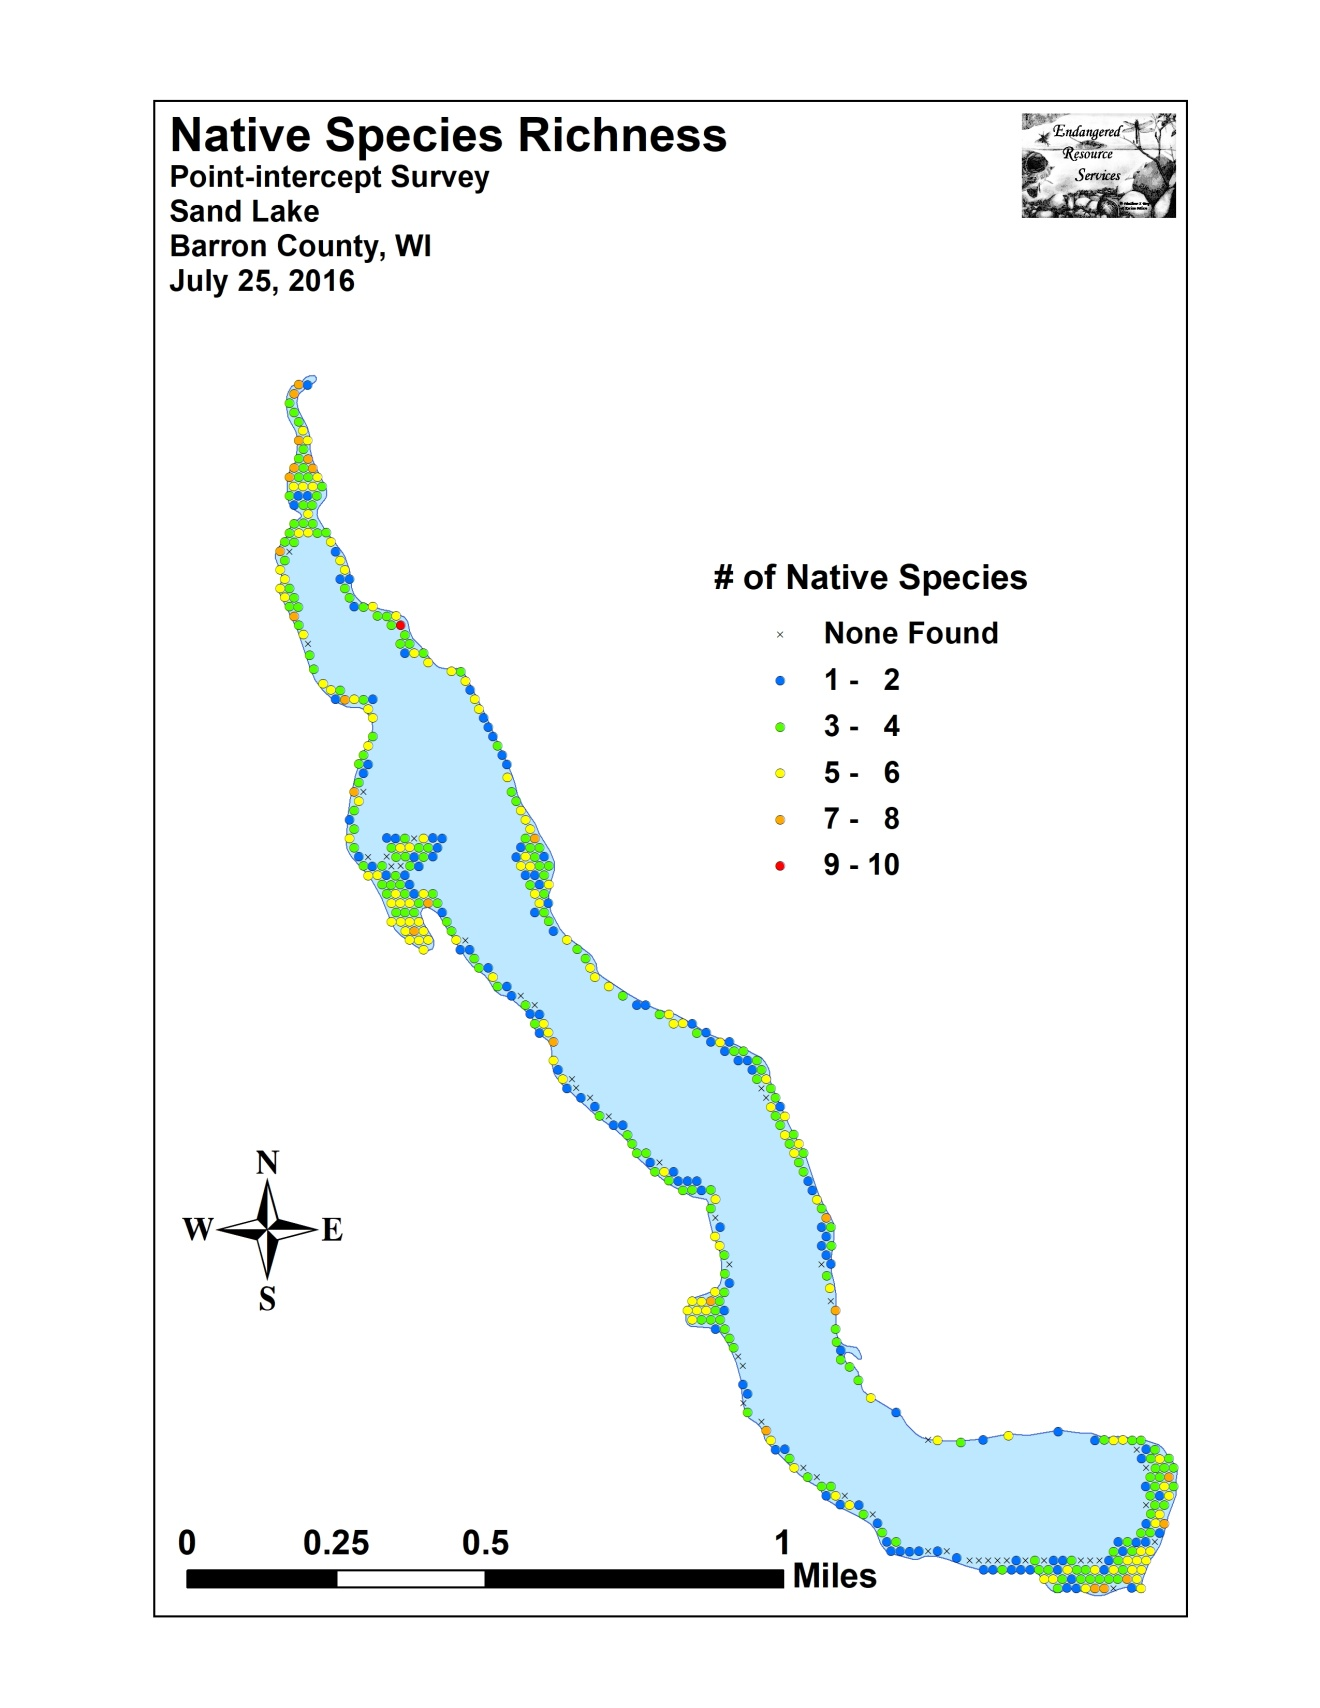 Native Species Richness
Point-intercept Survey
Sand Lake
Barron County, WI
July 25, 2016
Endangered
Resource
Services
# of Native Species
None Found
1 - 2
3 - 4
5 - 6
7 - 8
9 - 10
N
W E
S
0 0.25 0.5 1
Miles